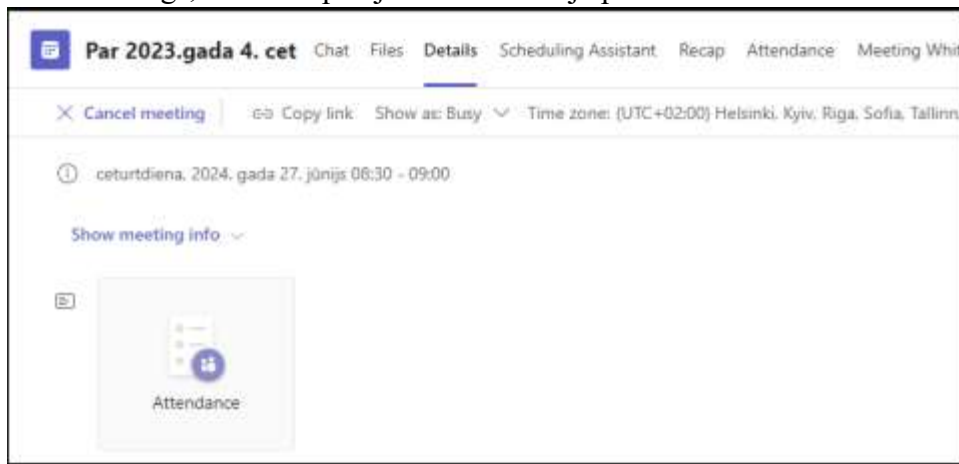 Par 2023.gada 4. cet Chat Files Details Scheduling Assistant Recap Attendance Meeting Whit
Cancel meeting Copy link Show as: Busy Time zone: (UTC+02:00) Helsinki, Kyiv, Riga, Sofia, Tallinn,
ceturtdiena, 2024. gada 27. jūnijs 08:30 - 09:00
Show meeting info
Attendance